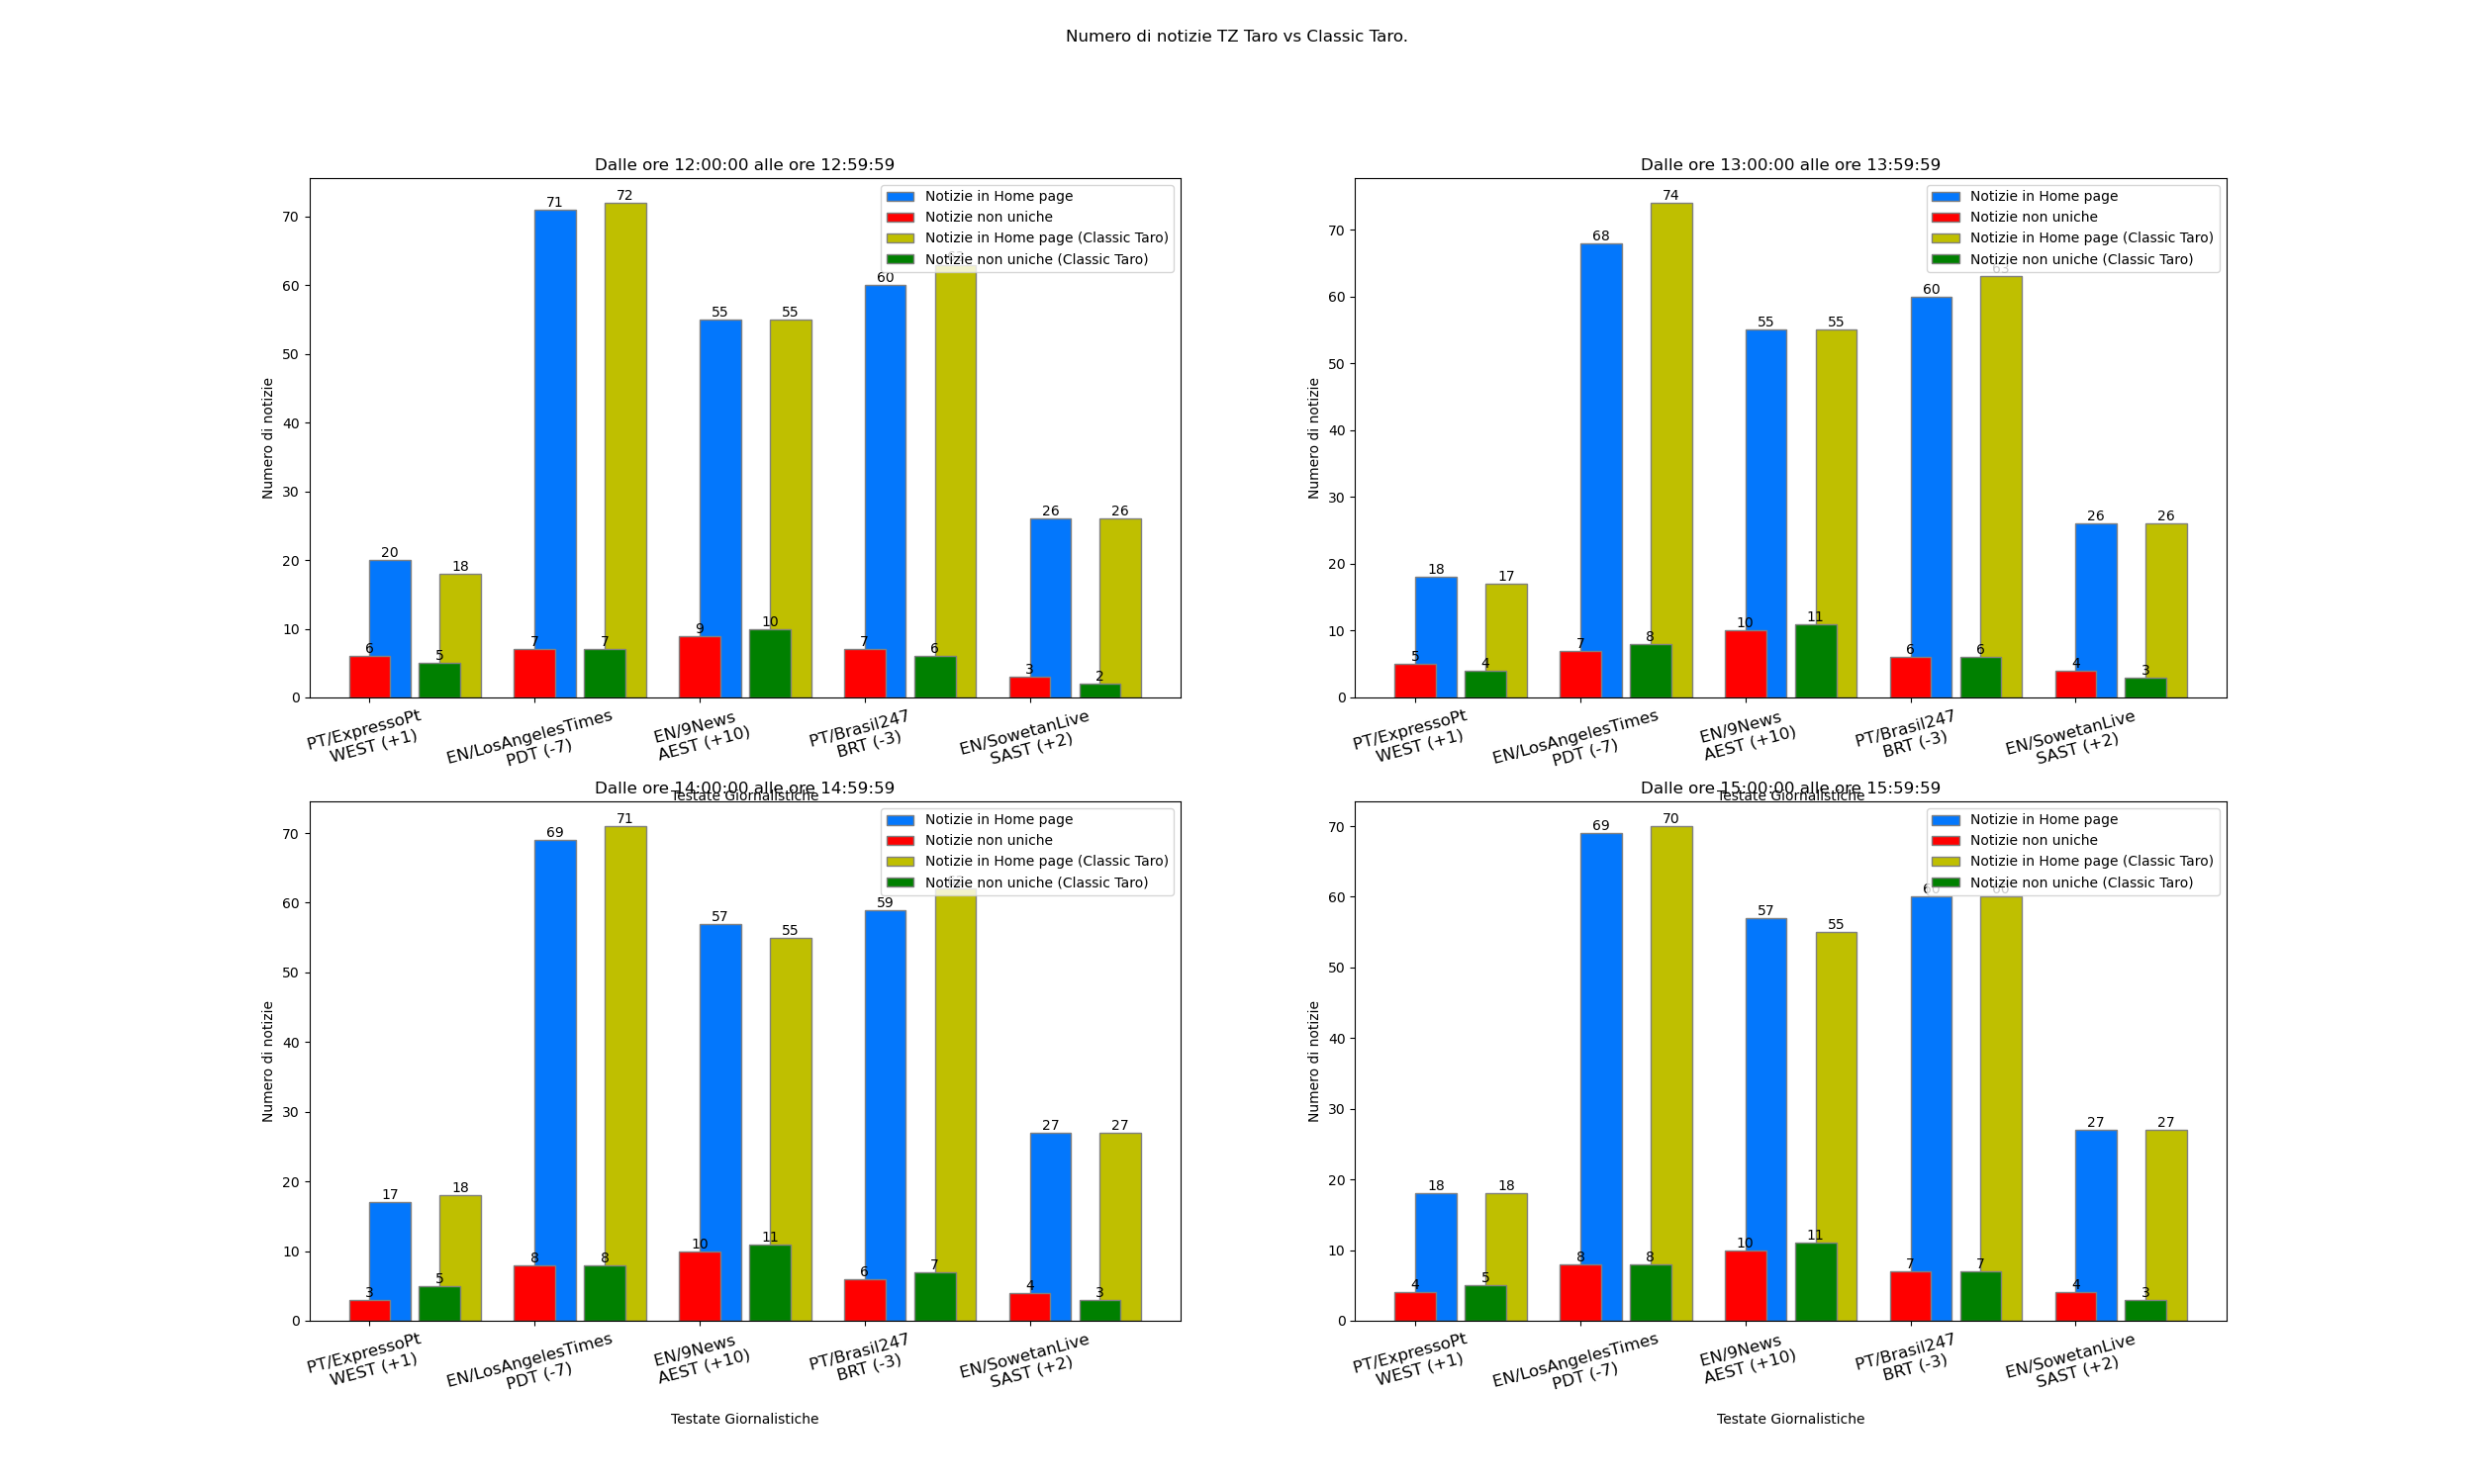 Numero di notizie TZ Taro vs Classic Taro.
Dalle ore 12:00:00 alle ore 12:59:59
Numero di notizie
70
60
50
40
30
20
10
0
Notizie in Home page
Notizie non uniche
Notizie in Home page (Classic Taro)
Notizie non uniche (Classic Taro)
20
71
55
60
26
6
7
9
7
3
18
72
55
26
5
7
10
6
2
PT/ExpressoPt
WEST (+1)
EN/LosAngelesTimes
PDT (-7)
EN/9News
AEST (+10)
PT/Brasil247
BRT (-3)
EN/SowetanLive
SAST (+2)
Testate Giornalistiche
Dalle ore 13:00:00 alle ore 13:59:59
Numero di notizie
70
60
50
40
30
20
10
0
Notizie in Home page
Notizie non uniche
Notizie in Home page (Classic Taro)
Notizie non uniche (Classic Taro)
18
68
55
60
26
5
7
10
6
4
17
74
55
63
26
4
8
11
6
3
PT/ExpressoPt
WEST (+1)
EN/LosAngelesTimes
PDT (-7)
EN/9News
AEST (+10)
PT/Brasil247
BRT (-3)
EN/SowetanLive
SAST (+2)
Testate Giornalistiche
Dalle ore 14:00:00 alle ore 14:59:59
Numero di notizie
70
60
50
40
30
20
10
0
Notizie in Home page
Notizie non uniche
Notizie in Home page (Classic Taro)
Notizie non uniche (Classic Taro)
17
69
57
59
27
3
8
10
6
4
18
71
55
27
5
8
11
7
3
PT/ExpressoPt
WEST (+1)
EN/LosAngelesTimes
PDT (-7)
EN/9News
AEST (+10)
PT/Brasil247
BRT (-3)
EN/SowetanLive
SAST (+2)
Testate Giornalistiche
Dalle ore 15:00:00 alle ore 15:59:59
Numero di notizie
70
60
50
40
30
20
10
0
Notizie in Home page
Notizie non uniche
Notizie in Home page (Classic Taro)
Notizie non uniche (Classic Taro)
18
69
57
60
27
4
8
10
7
4
18
70
55
60
27
5
8
11
7
3
PT/ExpressoPt
WEST (+1)
EN/LosAngelesTimes
PDT (-7)
EN/9News
AEST (+10)
PT/Brasil247
BRT (-3)
EN/SowetanLive
SAST (+2)
Testate Giornalistiche